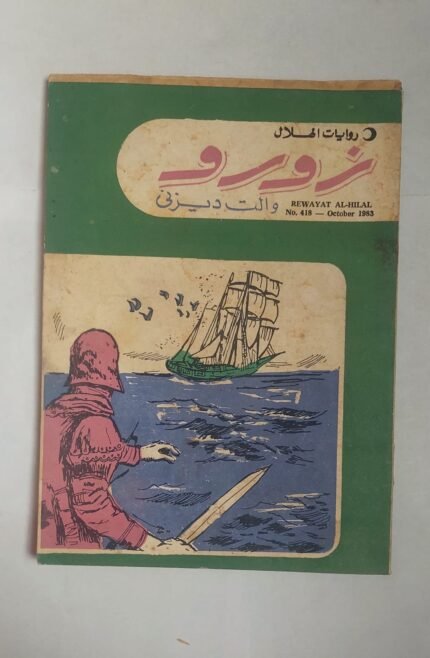 روايات الهلال
زورو
والت ديزني
REWAYAT AL-HILAL
No. 418 — October 1983